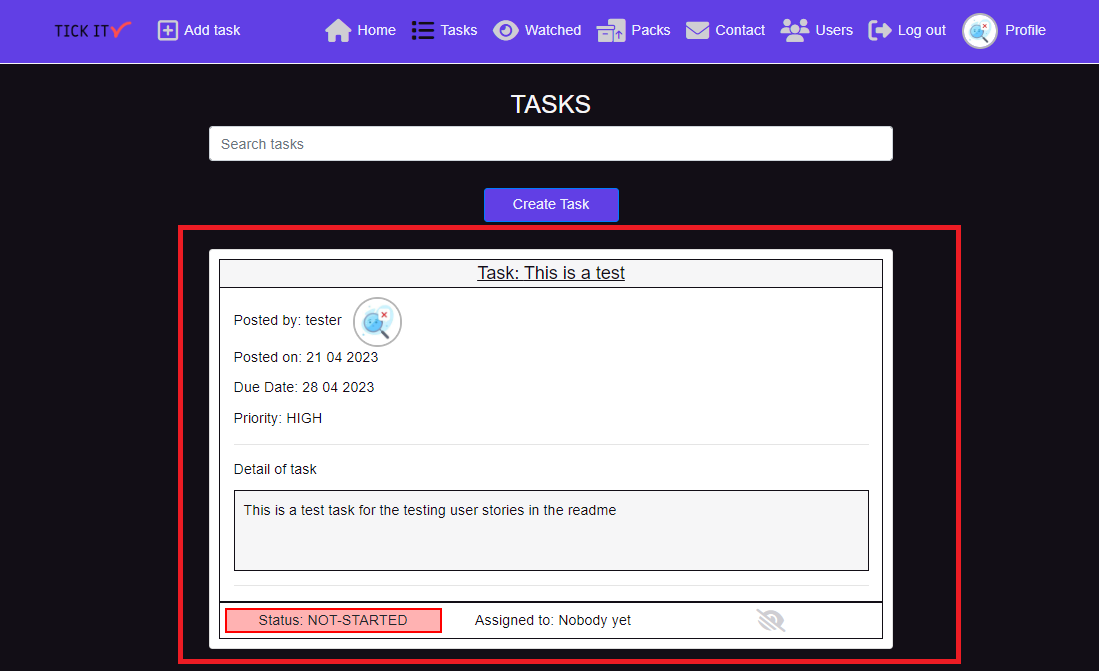 TICK IT Add task Home Tasks Watched Packs Contact Users Log out Profile
TASKS
Search tasks
Create Task
Task: This is a test
Posted by: tester
Posted on: 21 04 2023
Due Date: 28 04 2023
Priority: HIGH
Detail of task
This is a test task for the testing user stories in the readme
Status: NOT-STARTED Assigned to: Nobody yet